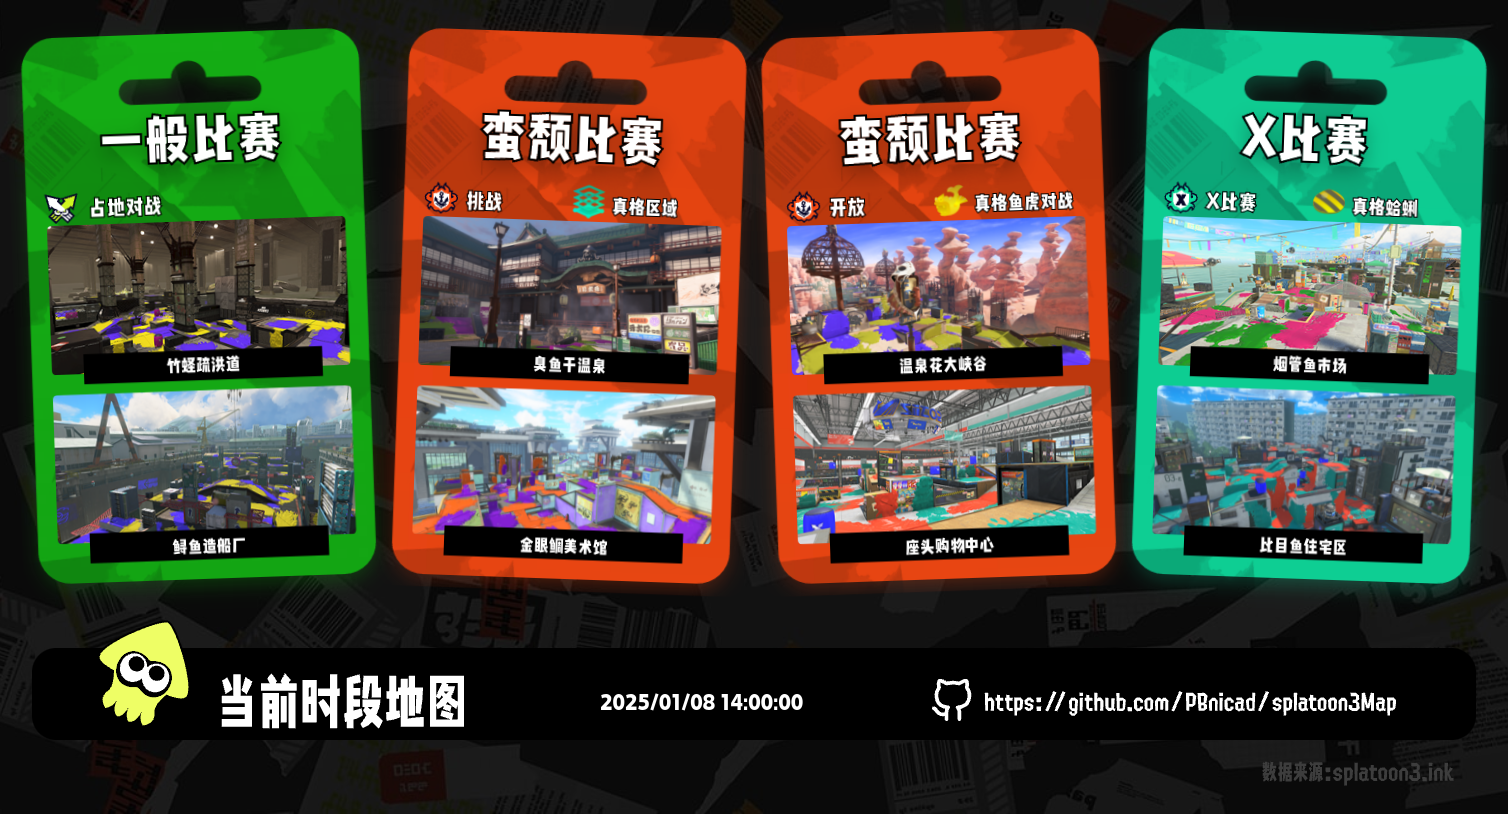 一般比赛
占地对战
竹蛏疏洪道
鲟鱼造船厂
蛮颓比赛
挑战
真格区域
臭鱼干温泉
金眼鲷美术馆
蛮颓比赛
开放
真格鱼虎对战
温泉花大峡谷
座头购物中心
X比赛
X比赛
真格蛤蜊
烟管鱼市场
比目鱼住宅区
当前时段地图
2025/01/08 14:00:00
https://github.com/PBnicad/splatoon3Map
数据来源:splatoon3.ink